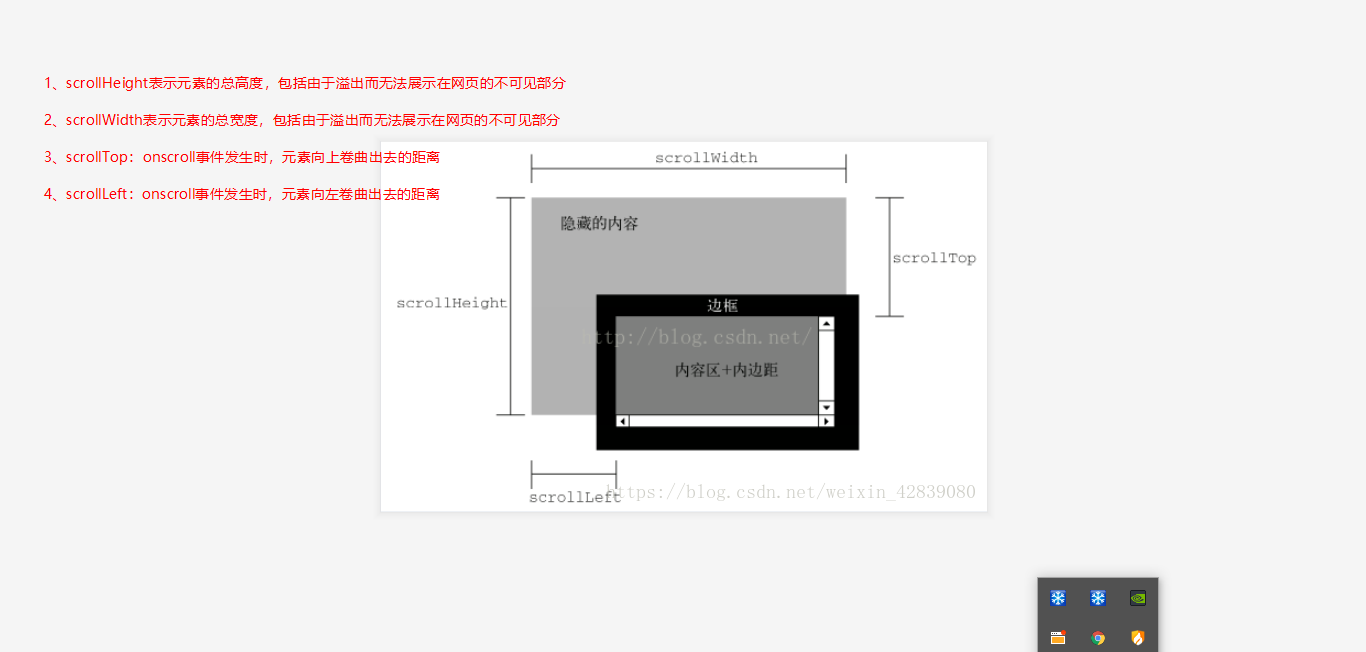 1、scrollHeight表示元素的总高度，包括由于溢出而无法展示在网页的不可见部分
2、scrollWidth表示元素的总宽度，包括由于溢出而无法展示在网页的不可见部分
3、scrollTop：onscroll事件发生时，元素向上卷曲出去的距离
4、scrollLeft：onscroll事件发生时，元素向左卷曲出去的距离
scrollWidth
隐藏的内容
scrollTop
scrollHeight
边框
http://blog.csdn.net/
内容区+内边距
scrollLeft
https://blog.csdn.net/weixin_42839080